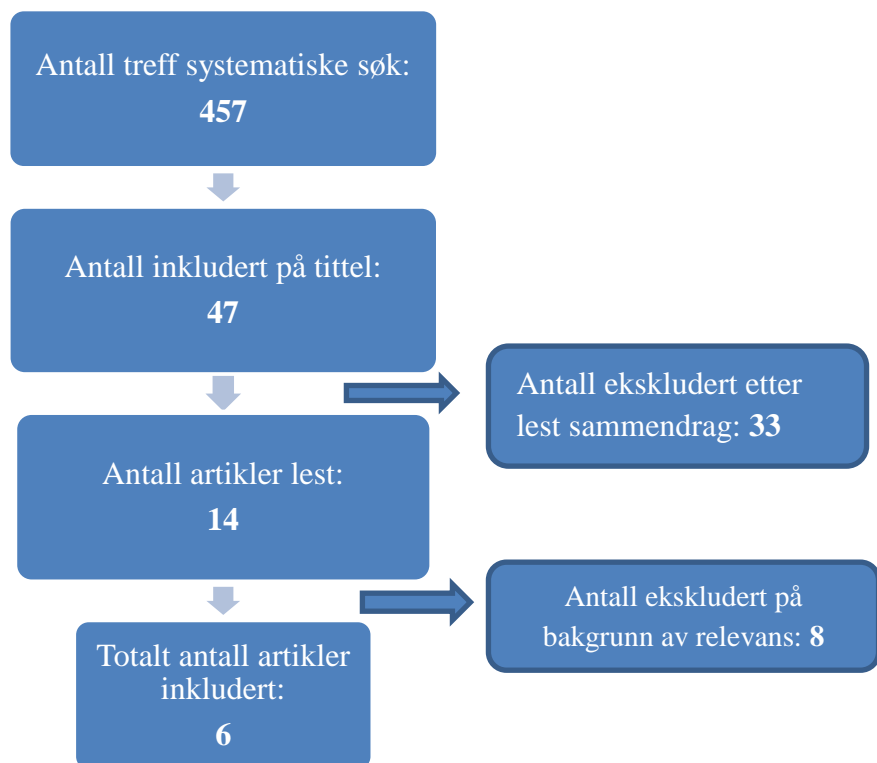 Antall treff systematiske søk:
457
Antall inkludert på tittel:
47
Antall ekskludert etter
lest sammendrag: 33
Antall artikler lest:
14
Antall ekskludert på
bakgrunn av relevans: 8
Totalt antall artikler
inkludert:
6